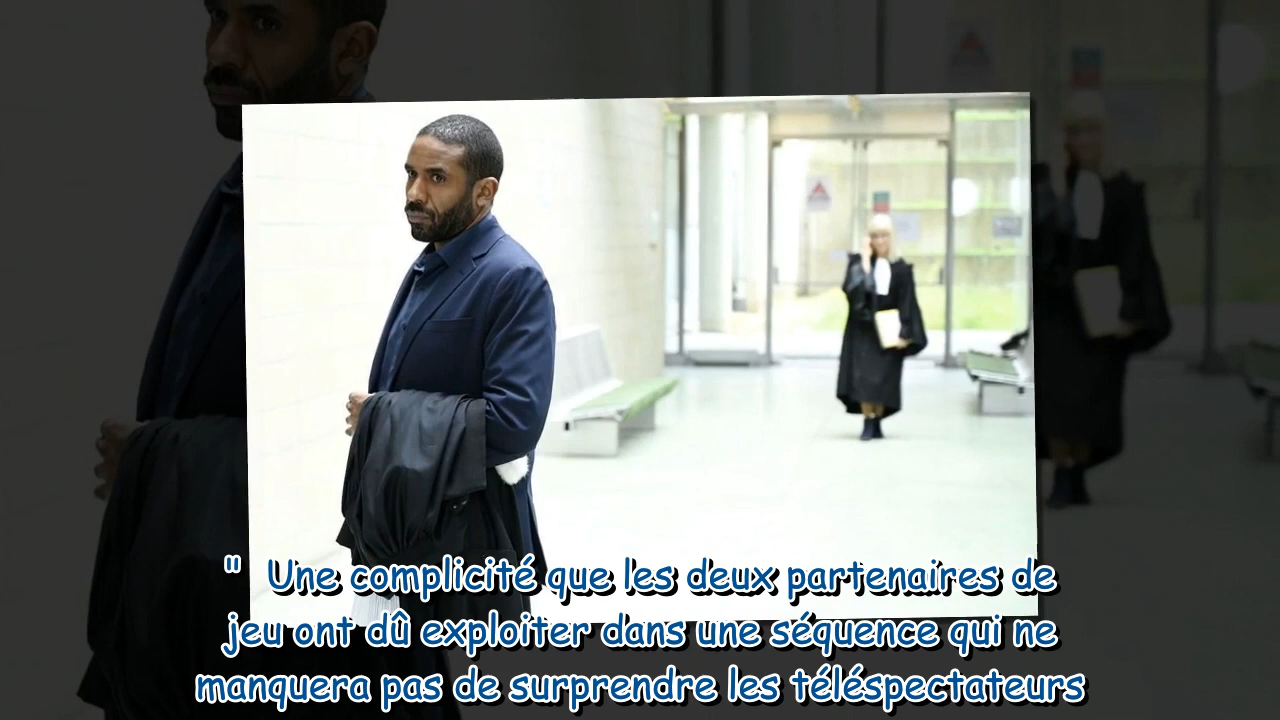 " Une complicité que les deux partenaires de
jeu ont dû exploiter dans une séquence qui ne
manquera pas de surprendre les téléspectateurs